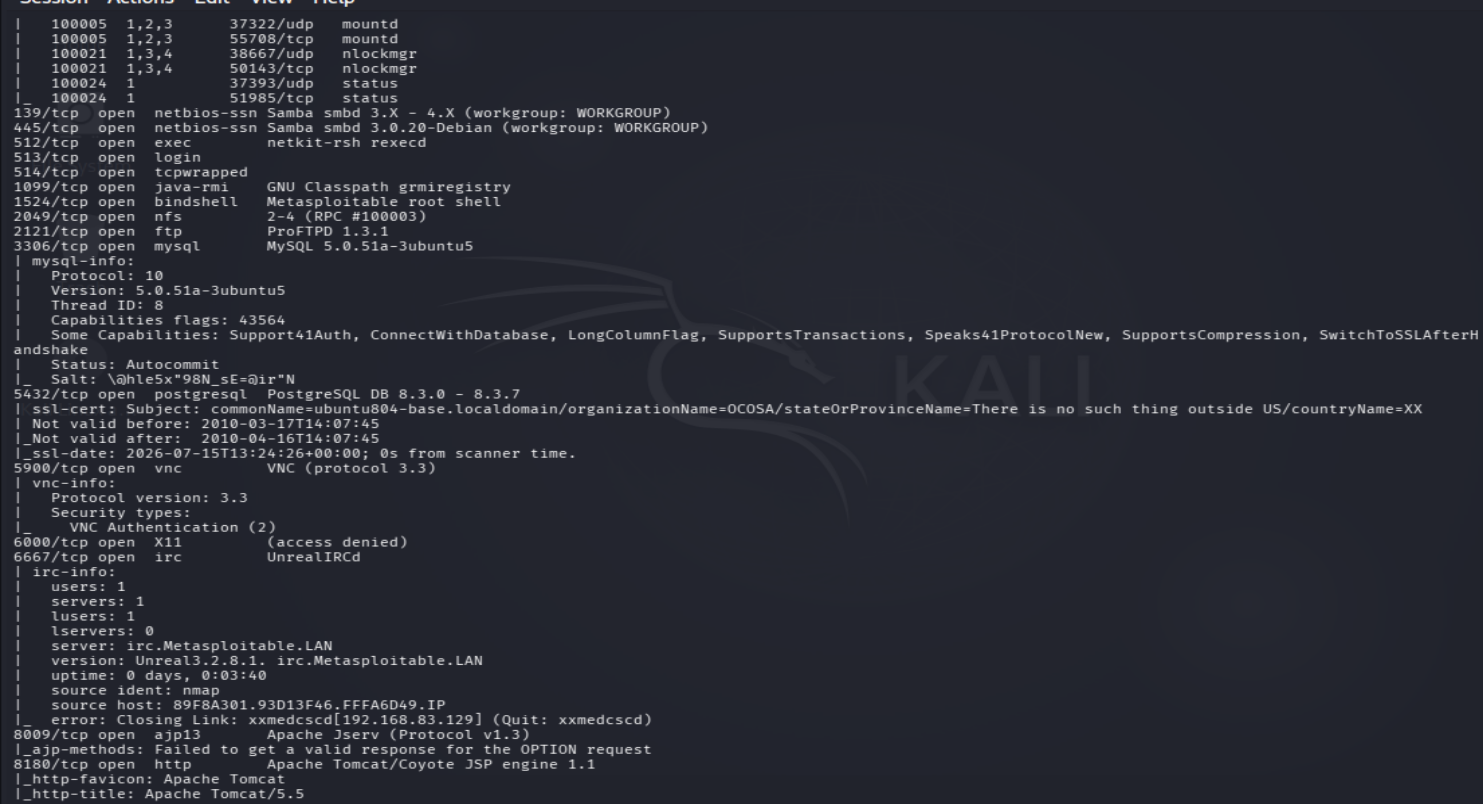 Session Actions Edit View Help
|   100005  1,2,3      37322/udp   mountd
|   100005  1,2,3      55708/tcp   mountd
|   100021  1,3,4      38667/udp   nlockmgr
|   100021  1,3,4      50143/tcp   nlockmgr
|   100024  1          37393/udp   status
|_  100024  1          51985/tcp   status
139/tcp  open  netbios-ssn Samba smbd 3.X - 4.X (workgroup: WORKGROUP)
445/tcp  open  netbios-ssn Samba smbd 3.0.20-Debian (workgroup: WORKGROUP)
512/tcp  open  exec        netkit-rsh rexecd
513/tcp  open  login
514/tcp  open  tcpwrapped
1099/tcp open  java-rmi    GNU Classpath grmiregistry
1524/tcp open  bindshell   Metasploitable root shell
2049/tcp open  nfs         2-4 (RPC #100003)
2121/tcp open  ftp         ProFTPD 1.3.1
3306/tcp open  mysql       MySQL 5.0.51a-3ubuntu5
| mysql-info:
|   Protocol: 10
|   Version: 5.0.51a-3ubuntu5
|   Thread ID: 8
|   Capabilities flags: 43564
|   Some Capabilities: Support41Auth, ConnectWithDatabase, LongColumnFlag, SupportsTransactions, Speaks41ProtocolNew, SupportsCompression, SwitchToSSLAfterH
andshake
|   Status: Autocommit
|_  Salt: \@hle5x"98N_sE=@ir"N
5432/tcp open  postgresql  PostgreSQL DB 8.3.0 - 8.3.7
| ssl-cert: Subject: commonName=ubuntu804-base.localdomain/organizationName=OCOSA/stateOrProvinceName=There is no such thing outside US/countryName=XX
| Not valid before: 2010-03-17T14:07:45
|_Not valid after:  2010-04-16T14:07:45
|_ssl-date: 2026-07-15T13:24:26+00:00; 0s from scanner time.
5900/tcp open  vnc         VNC (protocol 3.3)
| vnc-info:
|   Protocol version: 3.3
|   Security types:
|_    VNC Authentication (2)
6000/tcp open  X11         (access denied)
6667/tcp open  irc         UnrealIRCd
| irc-info:
|   users: 1
|   servers: 1
|   lusers: 1
|   lservers: 0
|   server: irc.Metasploitable.LAN
|   version: Unreal3.2.8.1. irc.Metasploitable.LAN
|   uptime: 0 days, 0:03:40
|   source ident: nmap
|   source host: 89F8A301.93D13F46.FFFA6D49.IP
|_  error: Closing Link: xxmedcscd[192.168.83.129] (Quit: xxmedcscd)
8009/tcp open  ajp13       Apache Jserv (Protocol v1.3)
|_ajp-methods: Failed to get a valid response for the OPTION request
8180/tcp open  http        Apache Tomcat/Coyote JSP engine 1.1
|_http-favicon: Apache Tomcat
|_http-title: Apache Tomcat/5.5
KALI